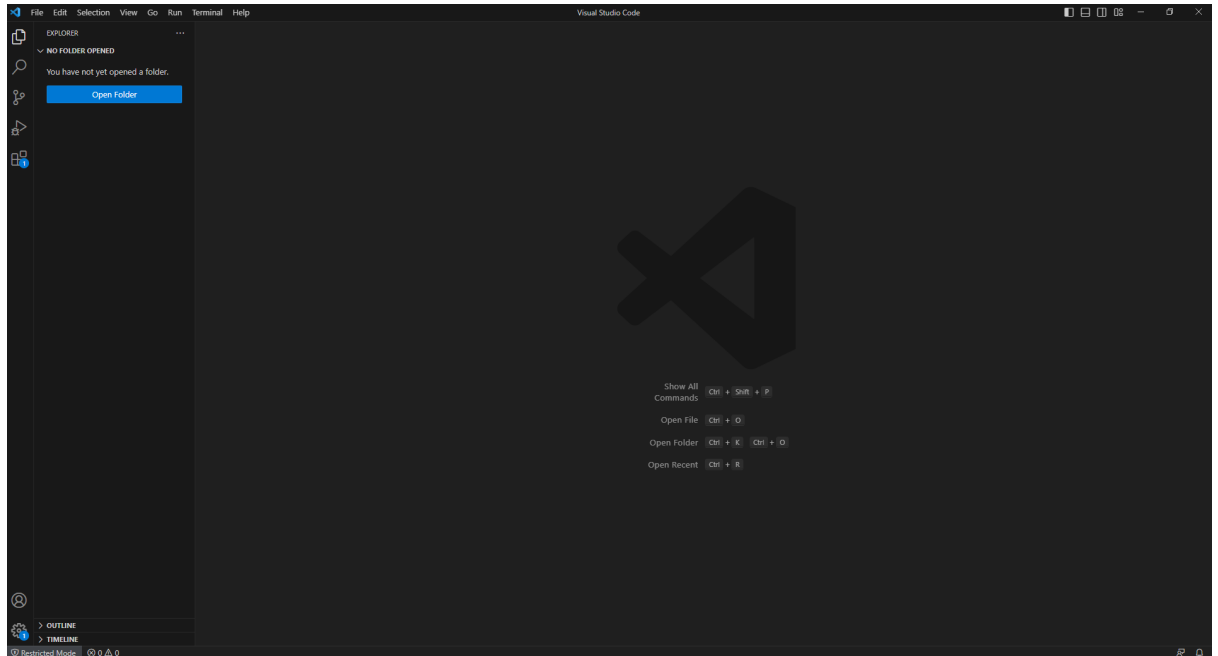 File Edit Selection View Go Run Terminal Help
Visual Studio Code
EXPLORER
NO FOLDER OPENED
You have not yet opened a folder.
Open Folder
1
Show All
Commands Ctrl + Shift + P
Open File Ctrl + O
Open Folder Ctrl + K Ctrl + O
Open Recent Ctrl + R
1
OUTLINE
TIMELINE
Restricted Mode 0 0